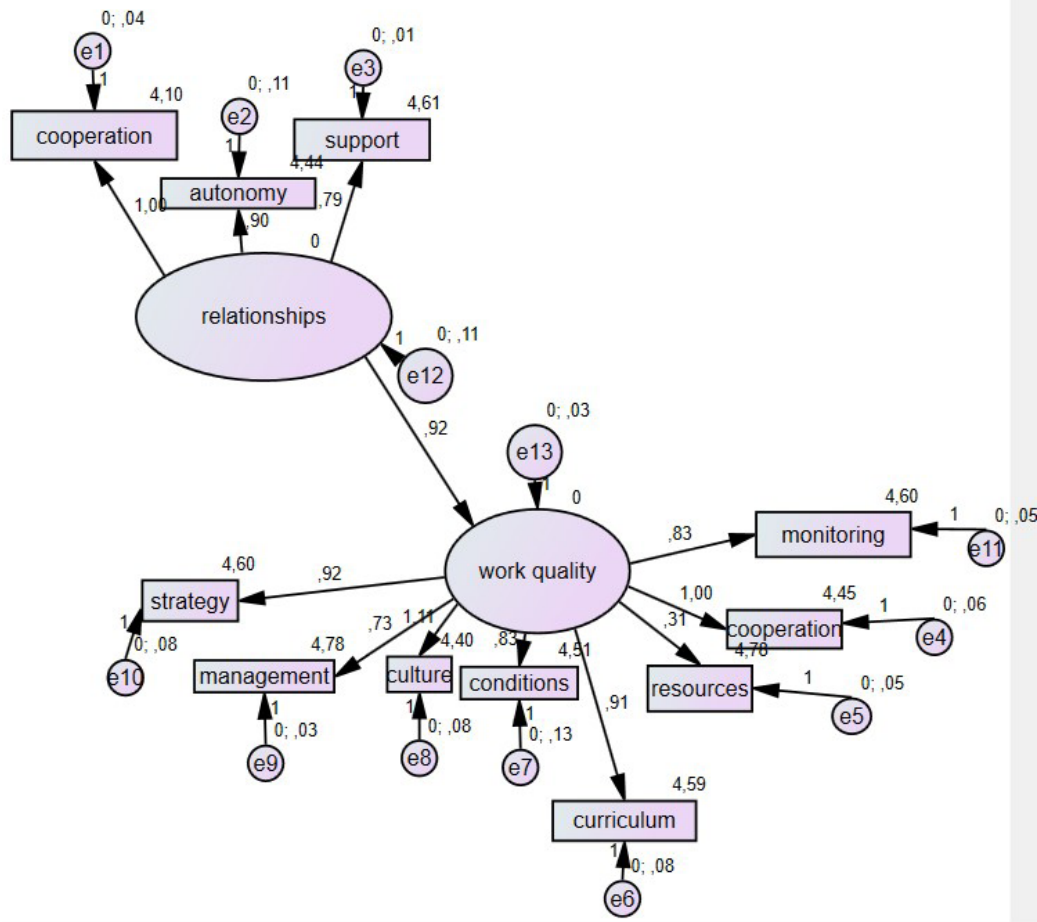 0; ,04
e1
1
4,10
cooperation
0; ,11
e2
1
4,44
autonomy
0; ,01
e3
1
4,61
support
1,00
,90
,79
0
relationships
1
0; ,11
e12
,92
0; ,03
e13
1
0
work quality
4,60
monitoring
,83
1
0; ,05
e11
4,60
strategy
,92
1
0; ,08
e10
4,78
management
,73
1
0; ,03
e9
1,11
4,40
culture
1
0; ,08
e8
,83
4,51
conditions
1
0; ,13
e7
,91
4,59
curriculum
1
0; ,08
e6
1,00
4,45
cooperation
1
0; ,06
e4
,31
4,78
resources
1
0; ,05
e5